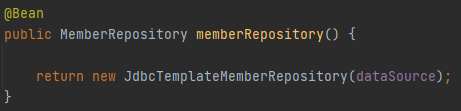 @Bean
public MemberRepository memberRepository() {
return new JdbcTemplateMemberRepository(dataSource);
}